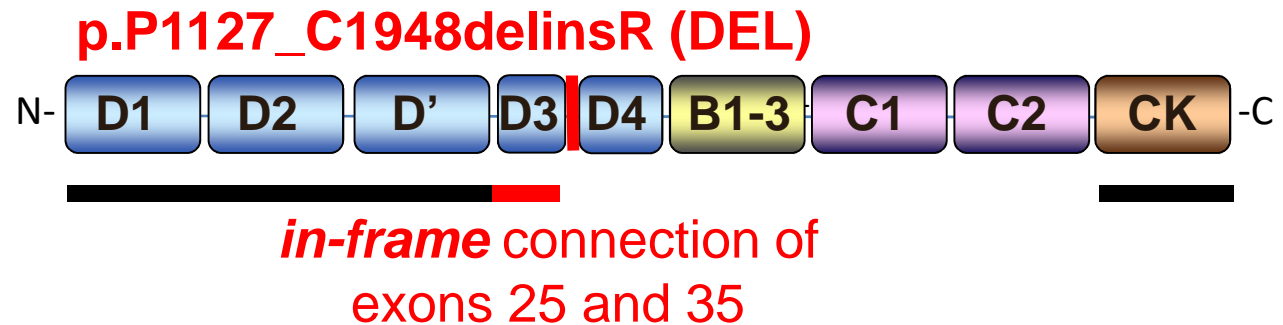 p.P1127_C1948delinsR (DEL)
N- D1 D2 D’ D3 D4 B1-3 C1 C2 CK -C
in-frame connection of
exons 25 and 35